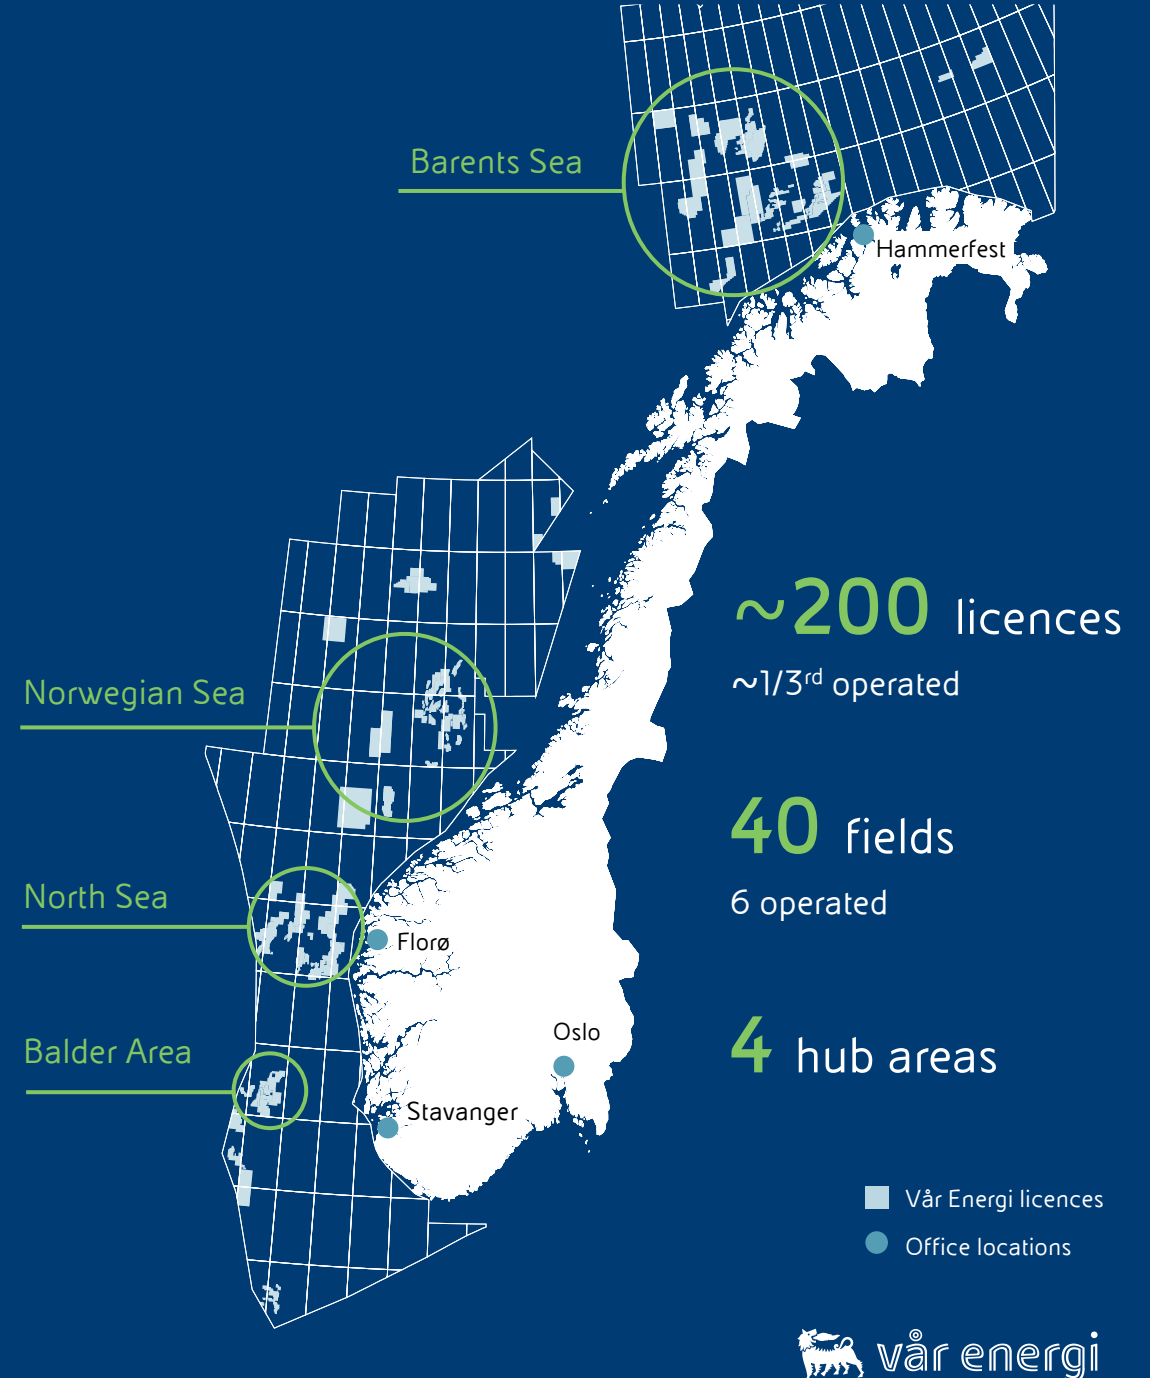 Barents Sea
Hammerfest
~200 licences
~1/3rd operated
Norwegian Sea
40 fields
6 operated
North Sea
Florø
Oslo
4 hub areas
Balder Area
Stavanger
Vår Energi licences
Office locations
vår energi